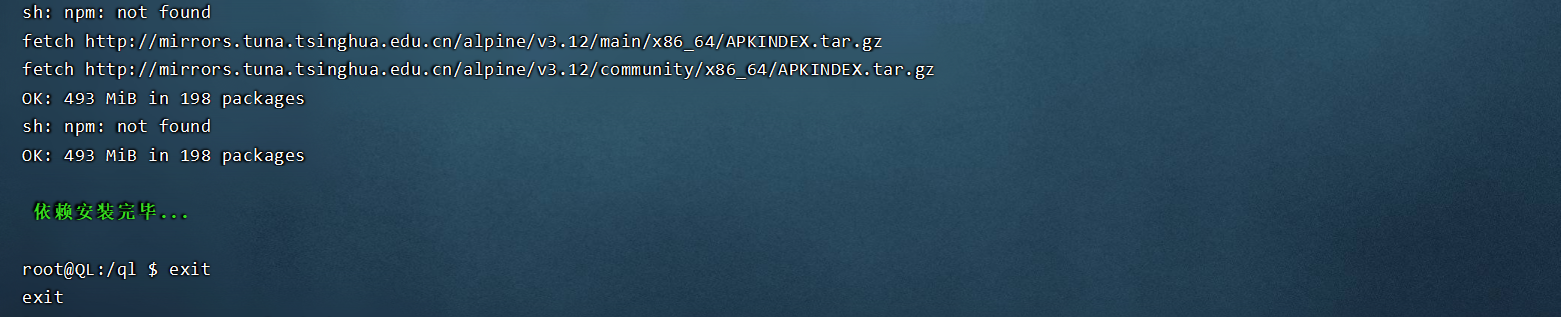 sh: npm: not found
fetch http://mirrors.tuna.tsinghua.edu.cn/alpine/v3.12/main/x86_64/APKINDEX.tar.gz
fetch http://mirrors.tuna.tsinghua.edu.cn/alpine/v3.12/community/x86_64/APKINDEX.tar.gz
OK: 493 MiB in 198 packages
sh: npm: not found
OK: 493 MiB in 198 packages
依赖安装完毕...
root@QL:/ql $ exit
exit